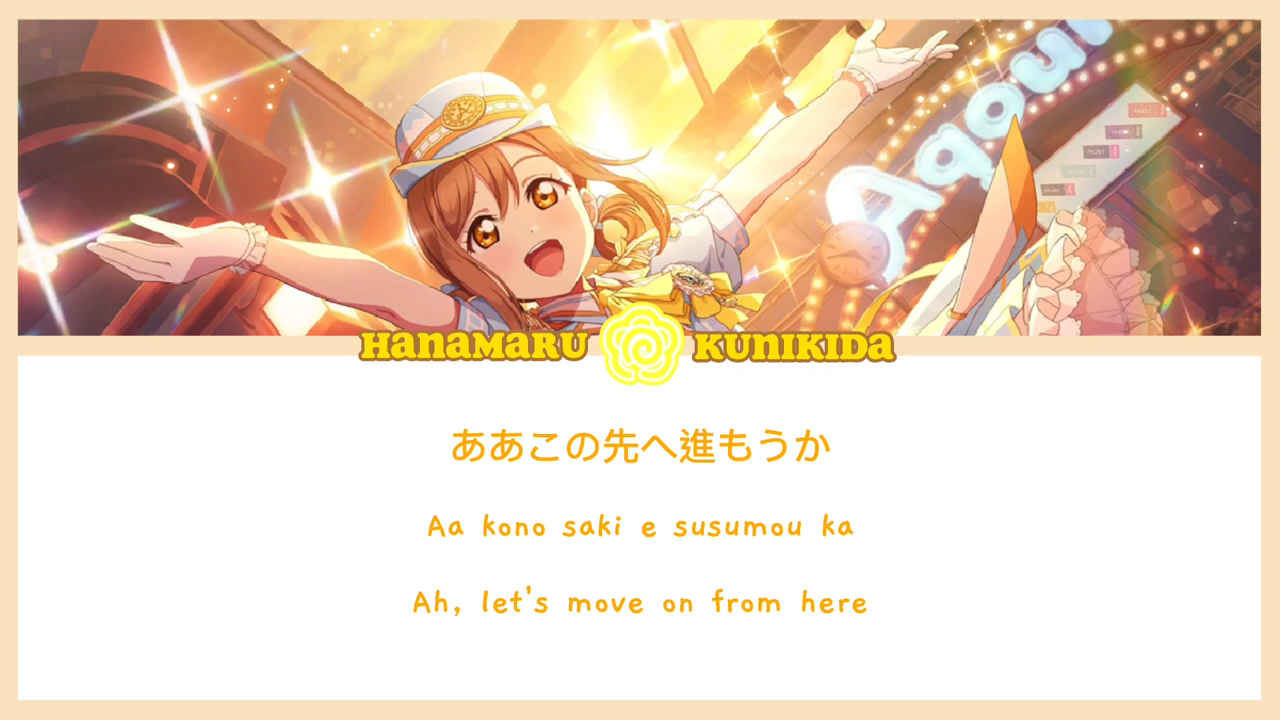 Aqours
HANAMARU KUNIKIDA
ああこの先へ進もうか
Aa kono saki e susumou ka
Ah, let's move on from here